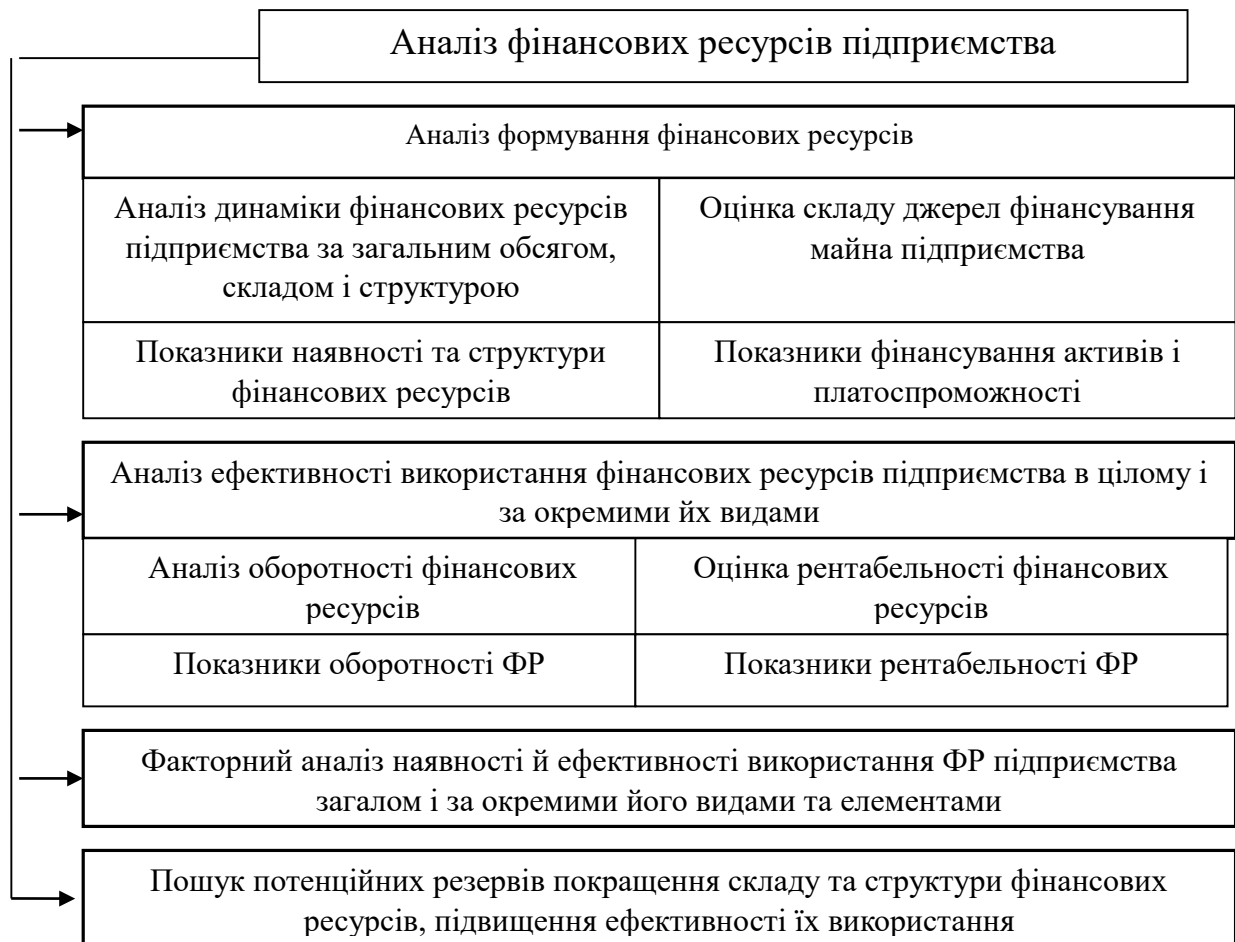 Аналіз фінансових ресурсів підприємства
Аналіз формування фінансових ресурсів
Аналіз динаміки фінансових ресурсів
підприємства за загальним обсягом,
складом і структурою
Оцінка складу джерел фінансування
майна підприємства
Показники наявності та структури
фінансових ресурсів
Показники фінансування активів і
платоспроможності
Аналіз ефективності використання фінансових ресурсів підприємства в цілому і
за окремими йх видами
Аналіз оборотності фінансових
ресурсів
Оцінка рентабельності фінансових
ресурсів
Показники оборотності ФР
Показники рентабельності ФР
Факторний аналіз наявності й ефективності використання ФР підприємства
загалом і за окремими його видами та елементами
Пошук потенційних резервів покращення складу та структури фінансових
ресурсів, підвищення ефективності їх використання